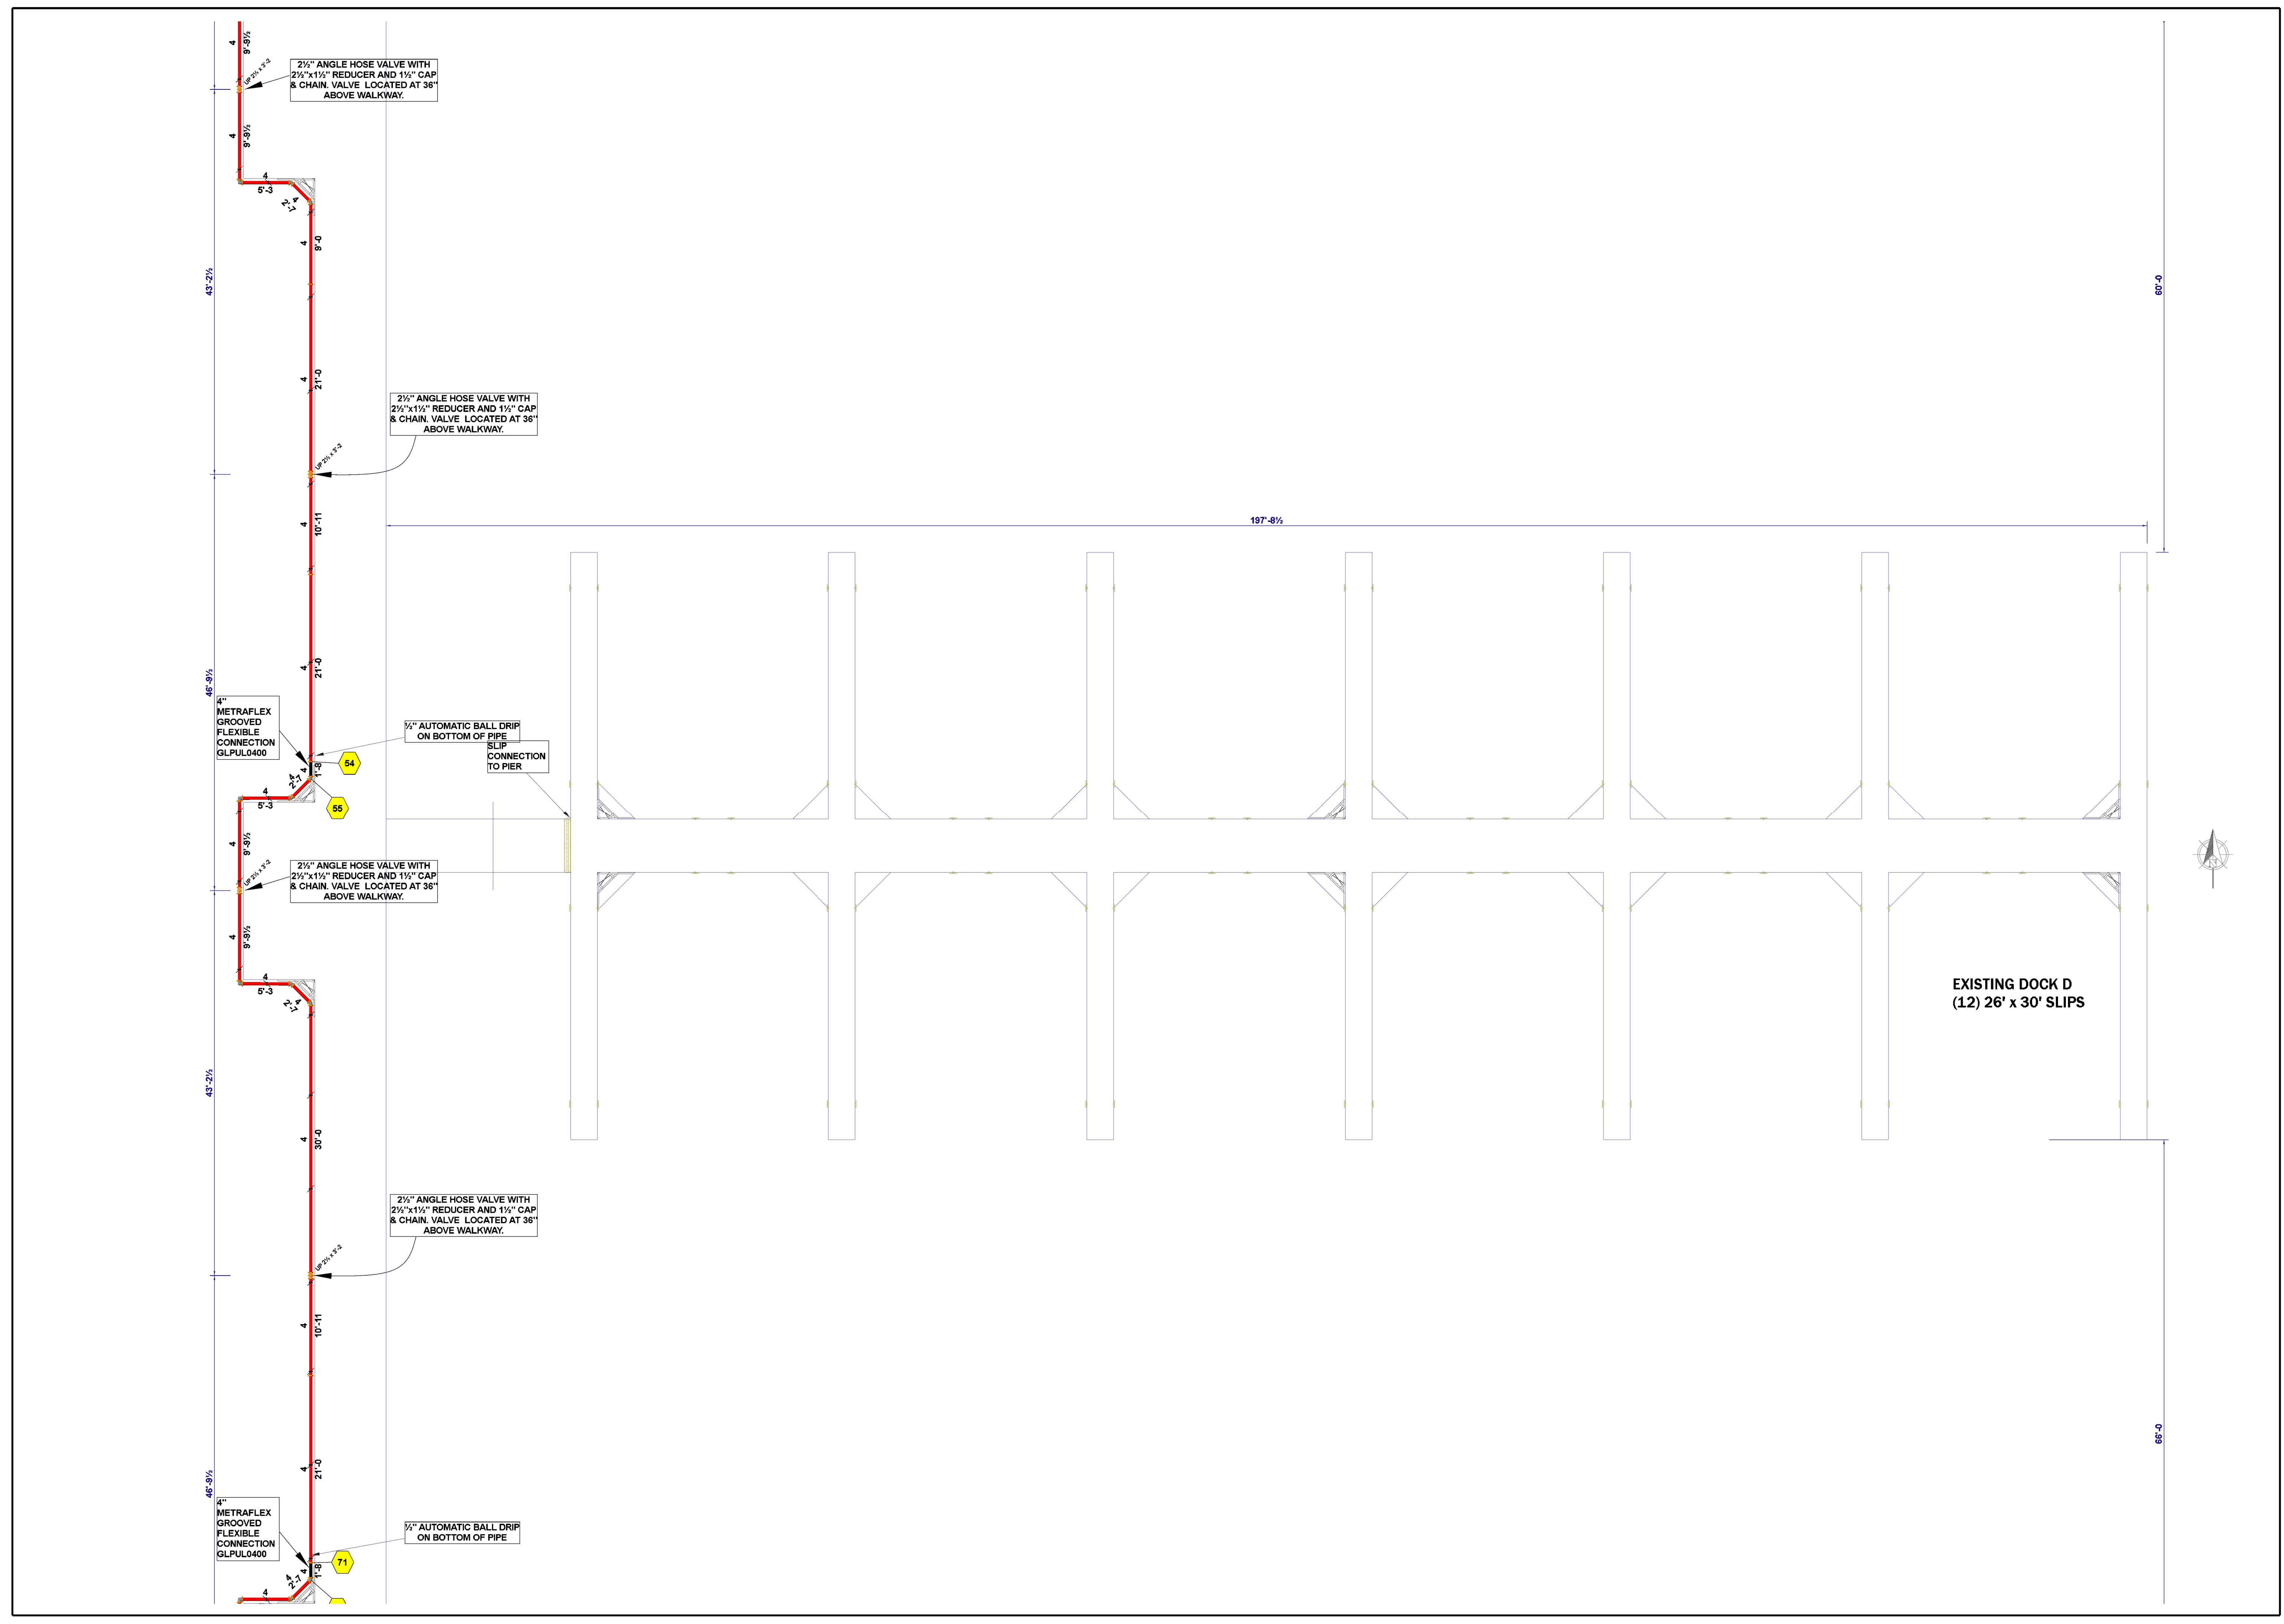 4
9'-9½
UP 2½ x 3'-2
2½" ANGLE HOSE VALVE WITH
2½"x1½" REDUCER AND 1½" CAP
& CHAIN. VALVE LOCATED AT 36"
ABOVE WALKWAY.
4
9'-9½
4
5'-3
4
2'-7
4
9'-0
43'-2½
60'-0
4
21'-0
2½" ANGLE HOSE VALVE WITH
2½"x1½" REDUCER AND 1½" CAP
& CHAIN. VALVE LOCATED AT 36"
ABOVE WALKWAY.
UP 2½ x 3'-2
4
10'-11
197'-8½
46'-9½
4
21'-0
4"
METRAFLEX
GROOVED
FLEXIBLE
CONNECTION
GLPUL0400
½" AUTOMATIC BALL DRIP
ON BOTTOM OF PIPE
SLIP
CONNECTION
TO PIER
54
4
1'-8
4
2'-7
4
5'-3
55
4
9'-9½
UP 2½ x 3'-2
2½" ANGLE HOSE VALVE WITH
2½"x1½" REDUCER AND 1½" CAP
& CHAIN. VALVE LOCATED AT 36"
ABOVE WALKWAY.
N
4
9'-9½
4
5'-3
4
2'-7
EXISTING DOCK D
(12) 26' x 30' SLIPS
43'-2½
4
30'-0
2½" ANGLE HOSE VALVE WITH
2½"x1½" REDUCER AND 1½" CAP
& CHAIN. VALVE LOCATED AT 36"
ABOVE WALKWAY.
UP 2½ x 3'-2
4
10'-11
66'-0
46'-9½
4
21'-0
4"
METRAFLEX
GROOVED
FLEXIBLE
CONNECTION
GLPUL0400
½" AUTOMATIC BALL DRIP
ON BOTTOM OF PIPE
71
4
1'-8
4
2'-7
4